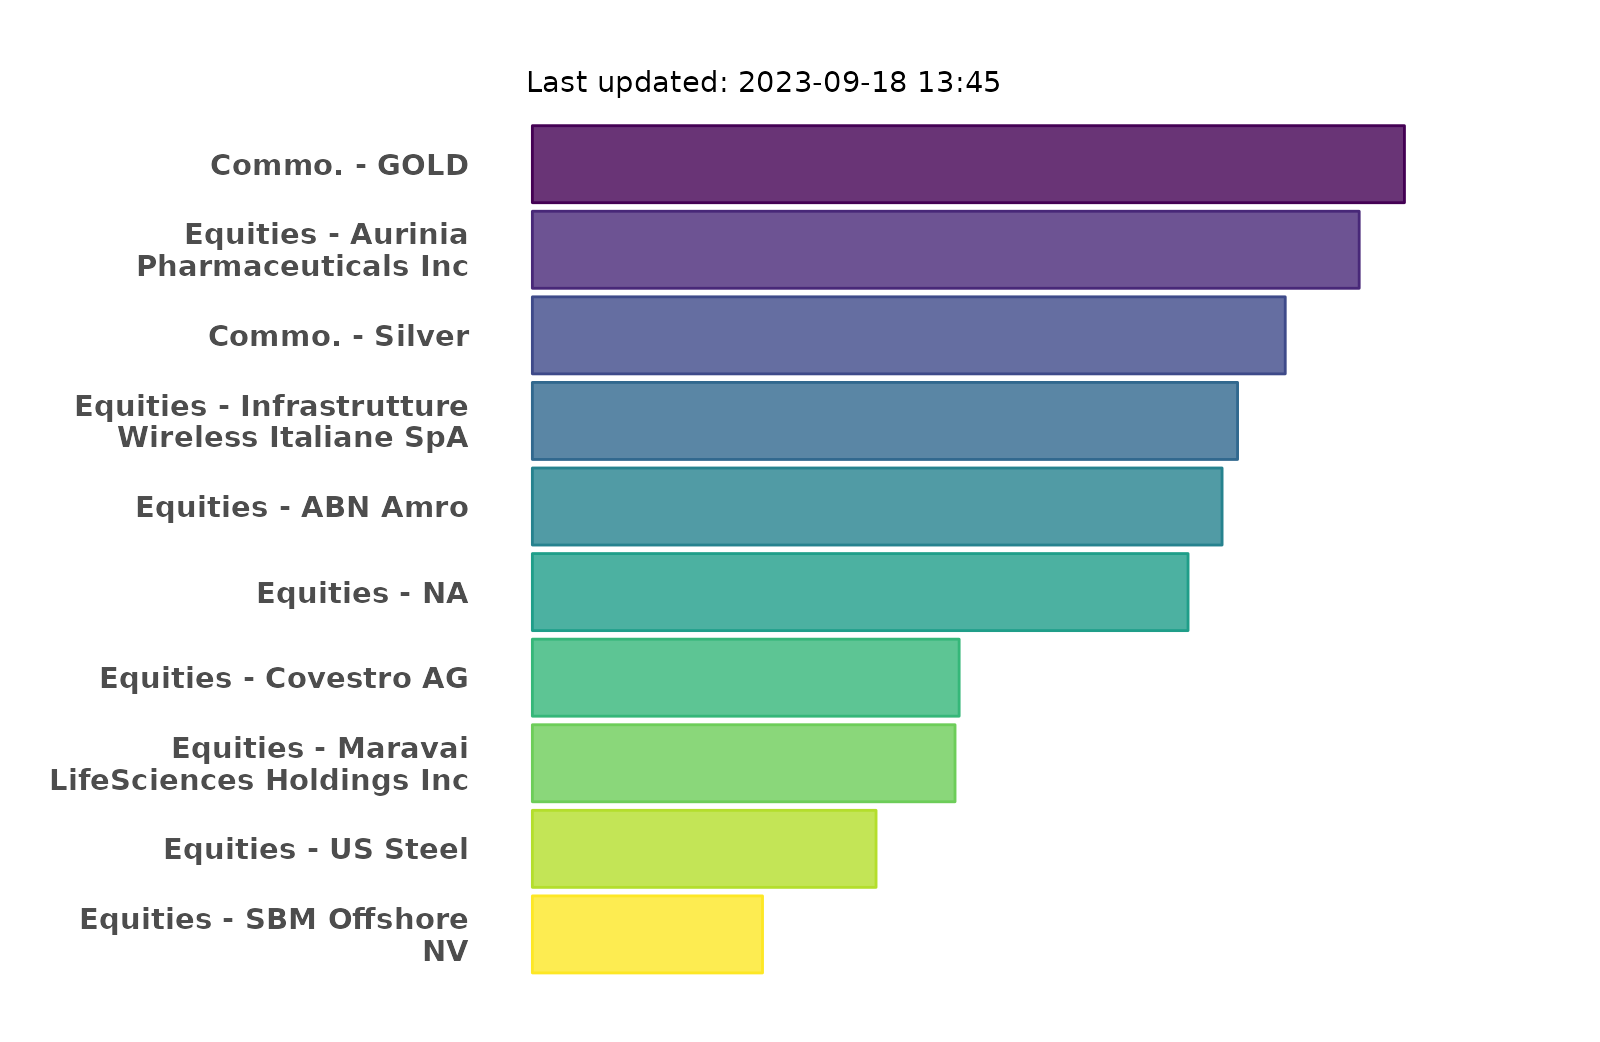 Last updated: 2023-09-18 13:45
Commo. - GOLD
Equities - Aurinia
Pharmaceuticals Inc
Commo. - Silver
Equities - Infrastrutture
Wireless Italiane SpA
Equities - ABN Amro
Equities - NA
Equities - Covestro AG
Equities - Maravai
LifeSciences Holdings Inc
Equities - US Steel
Equities - SBM Offshore
NV